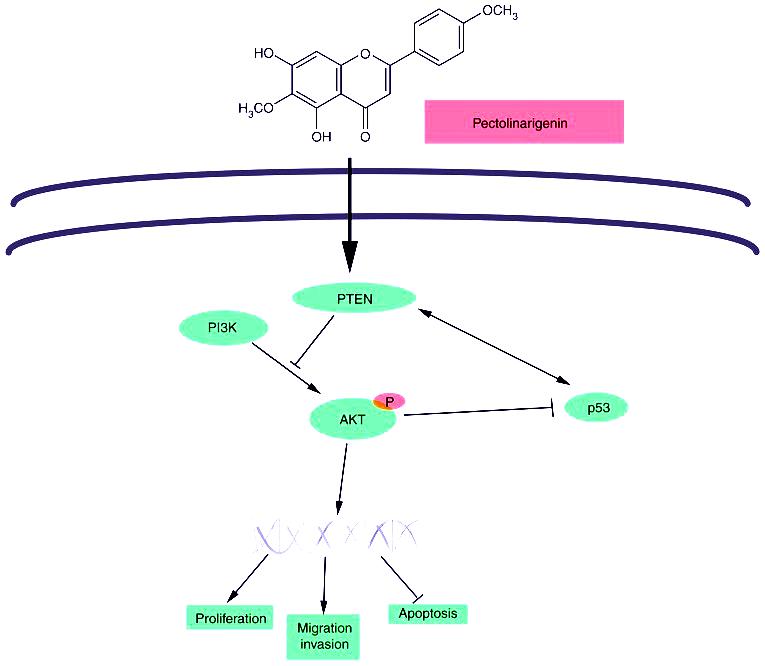 OCH₃
HO
O
H₃CO
OH
O
Pectolinarigenin
PTEN
PI3K
P
AKT
p53
Proliferation
Migration
invasion
Apoptosis